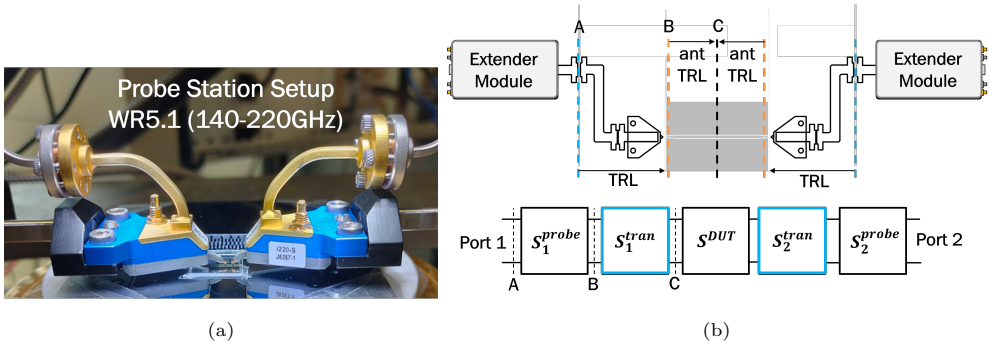 Probe Station Setup
WR5.1 (140-220GHz)
i220-S
(a)
A
B
C
Extender
Module
ant
TRL
ant
TRL
Extender
Module
TRL
TRL
Port 1
S₁ᵖʳᵒᵇᵉ
S₁ᵗʳᵃⁿ
Sᴰᵁᵀ
S₂ᵗʳᵃⁿ
S₂ᵖʳᵒᵇᵉ
Port 2
A
B
C
(b)